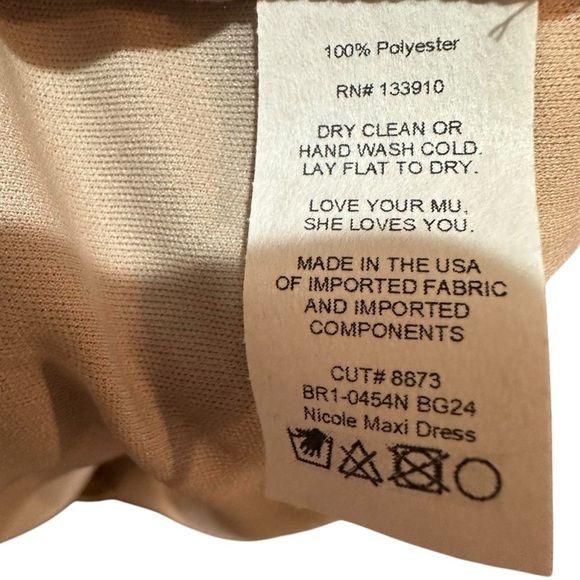 100% Polyester
RN# 133910
DRY CLEAN OR
HAND WASH COLD.
LAY FLAT TO DRY.
LOVE YOUR MU,
SHE LOVES YOU.
MADE IN THE USA
OF IMPORTED FABRIC
AND IMPORTED
COMPONENTS
CUT# 8873
BR1-0454N BG24
Nicole Maxi Dress